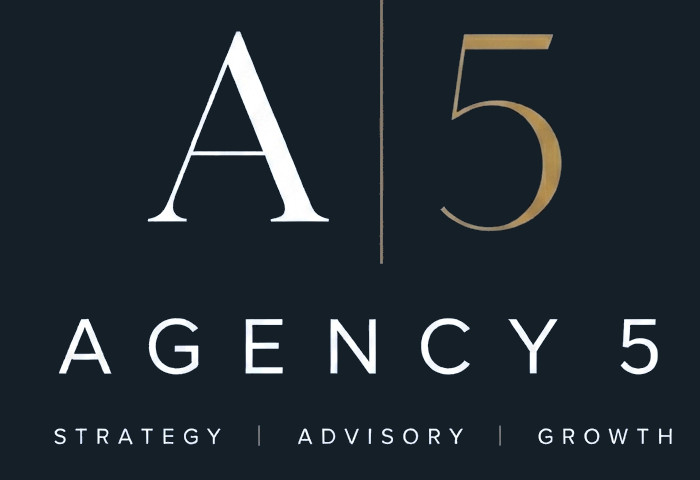 A | 5
AGENCY 5
STRATEGY | ADVISORY | GROWTH